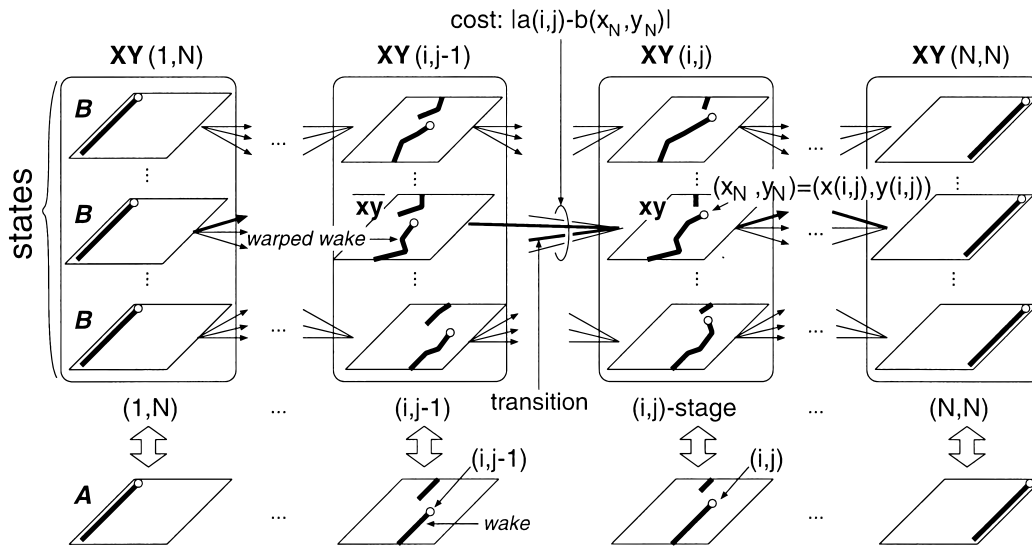 cost: |a(i,j)-b(x_N,y_N)|
XY (1,N) XY (i,j-1) XY (i,j) XY (N,N)
states
B
... ... ...
⋮ ⋮ ⋮ ⋮
B xy xy (x_N,y_N)=(x(i,j),y(i,j))
warped wake
⋮ ⋮ ⋮ ⋮
B
... ... ...
transition
(1,N) ... (i,j-1) (i,j)-stage ... (N,N)
(i,j-1) (i,j)
A
... wake ...